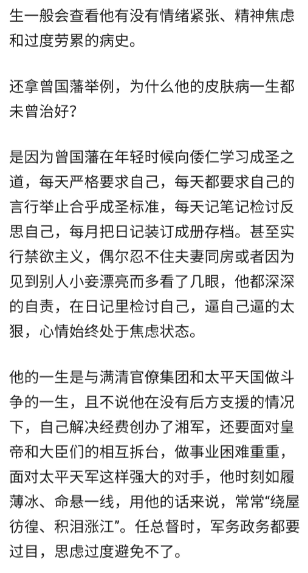 生一般会查看他有没有情绪紧张、精神焦虑
和过度劳累的病史。
还拿曾国藩举例，为什么他的皮肤病一生都
未曾治好？
是因为曾国藩在年轻时候向倭仁学习成圣之
道，每天严格要求自己，每天都要求自己的
言行举止合乎成圣标准，每天记笔记检讨反
思自己，每月把日记装订成册存档。甚至实
行禁欲主义，偶尔忍不住夫妻同房或者因为
见到别人小妾漂亮而多看了几眼，他都深深
的自责，在日记里检讨自己，逼自己逼的太
狠，心情始终处于焦虑状态。
他的一生是与满清官僚集团和太平天国做斗
争的一生，且不说他在没有后方支援的情况
下，自己解决经费创办了湘军，还要面对皇
帝和大臣们的相互拆台，做事业困难重重，
面对太平天军这样强大的对手，他时刻如履
薄冰、命悬一线，用他的话来说，常常“绕屋
彷徨、积泪涨江”。任总督时，军务政务都要
过目，思虑过度避免不了。